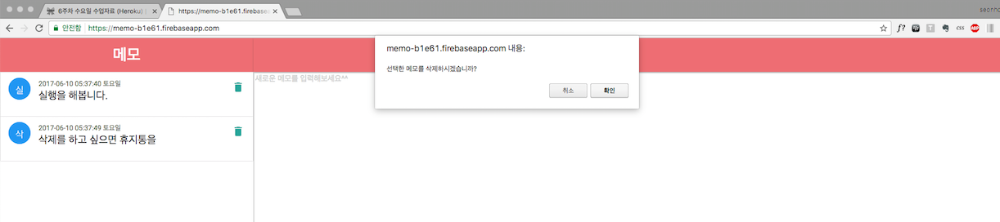 6주차 수요일 수업자료 (Heroku)
https://memo-b1e61.firebasea
seonho
안전함 https://memo-b1e61.firebaseapp.com
f?
CSS
ABP
메모
memo-b1e61.firebaseapp.com 내용:
선택한 메모를 삭제하시겠습니까?
취소 확인
실
2017-06-10 05:37:40 토요일
실행을 해봅니다.
삭
2017-06-10 05:37:49 토요일
삭제를 하고 싶으면 휴지통을
새로운 메모를 입력해보세요^^